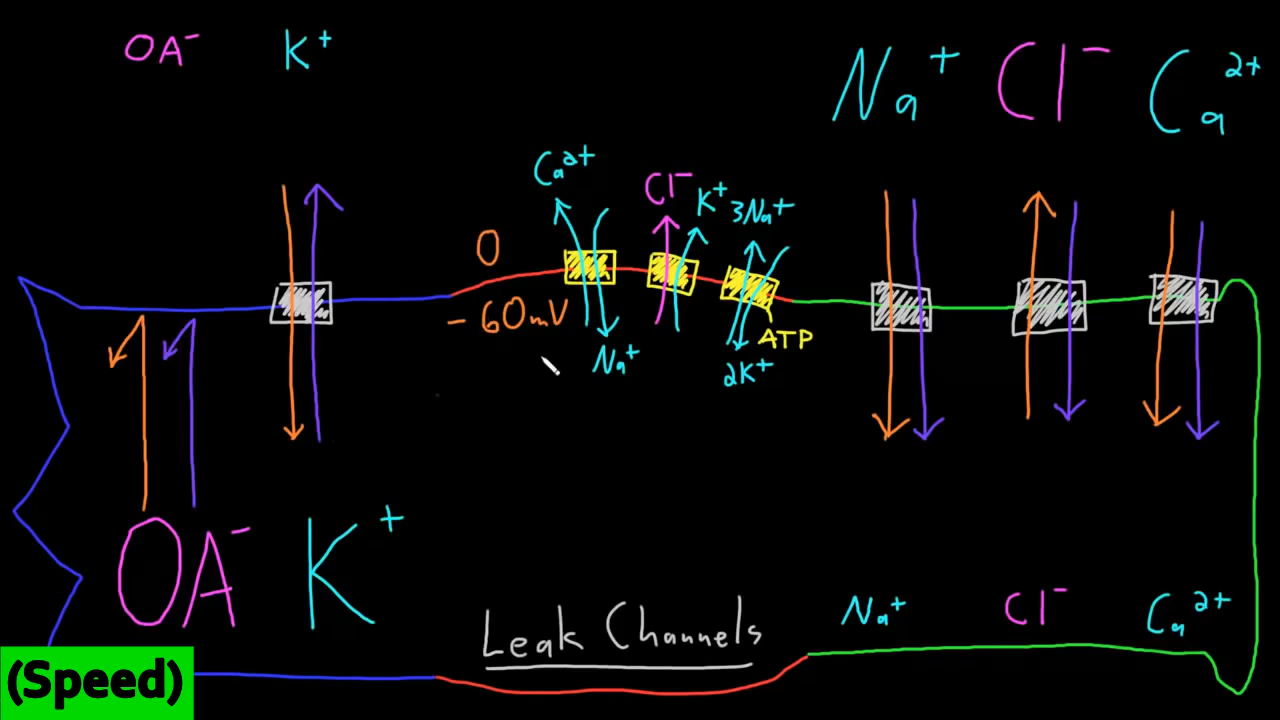 OA⁻ K⁺ Na⁺ Cl⁻ Ca²⁺
Ca²⁺ Cl⁻ K⁺ 3Na⁺
0
-60mV
ATP
Na⁺ 2K⁺
OA⁻ K⁺ Na⁺ Cl⁻ Ca²⁺
Leak Channels
(Speed)